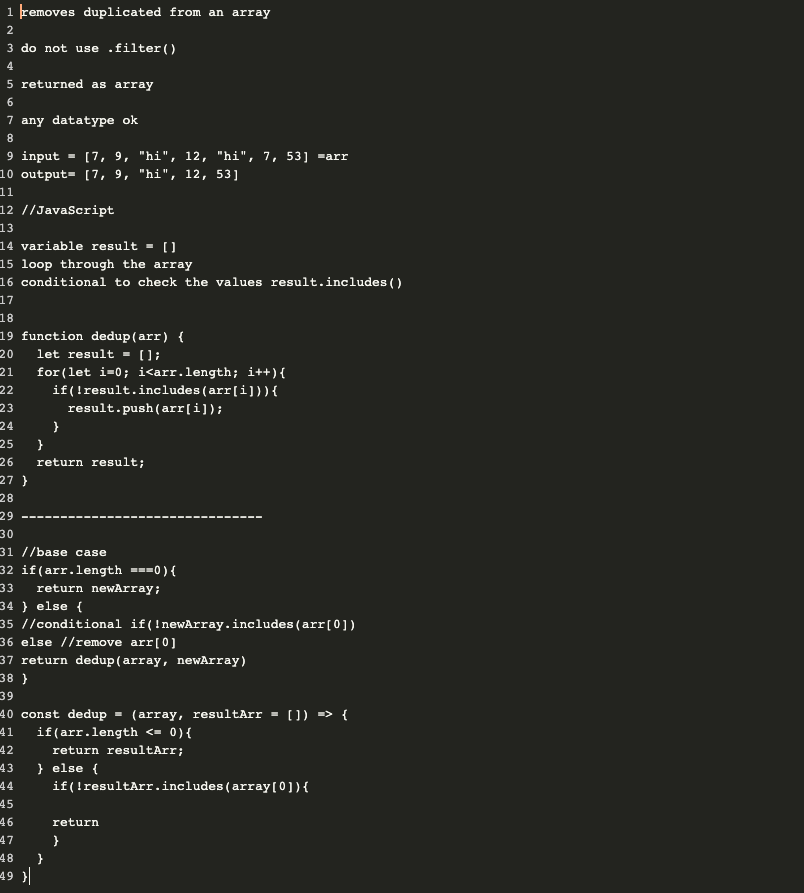 1 removes duplicated from an array
2
3 do not use .filter()
4
5 returned as array
6
7 any datatype ok
8
9 input = [7, 9, "hi", 12, "hi", 7, 53] =arr
10 output= [7, 9, "hi", 12, 53]
11
12 //JavaScript
13
14 variable result = []
15 loop through the array
16 conditional to check the values result.includes()
17
18
19 function dedup(arr) {
20   let result = [];
21   for(let i=0; i<arr.length; i++){
22     if(!result.includes(arr[i])){
23       result.push(arr[i]);
24     }
25   }
26   return result;
27 }
28
29 -------------------------------
30
31 //base case
32 if(arr.length ===0){
33   return newArray;
34 } else {
35 //conditional if(!newArray.includes(arr[0])
36 else //remove arr[0]
37 return dedup(array, newArray)
38 }
39
40 const dedup = (array, resultArr = []) => {
41   if(arr.length <= 0){
42     return resultArr;
43   } else {
44     if(!resultArr.includes(array[0]){
45
46     return
47     }
48   }
49 }